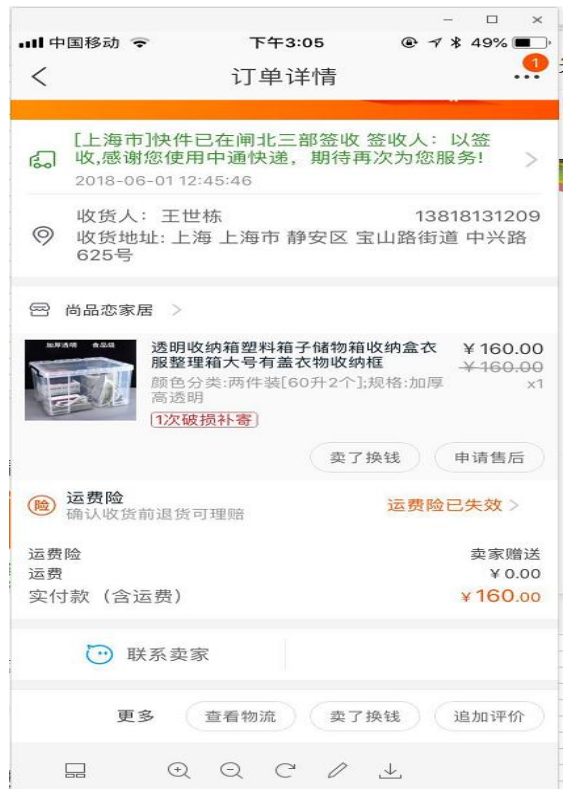 中国移动 下午3:05 49%
订单详情 1
[上海市]快件已在闸北三部签收 签收人：以签
收,感谢您使用中通快递，期待再次为您服务!
2018-06-01 12:45:46
收货人：王世栋 13818131209
收货地址: 上海 上海市 静安区 宝山路街道 中兴路
625号
尚品恋家居
加厚透明 食品级
透明收纳箱塑料箱子储物箱收纳盒衣 ¥160.00
服整理箱大号有盖衣物收纳框 ¥160.00
颜色分类:两件装[60升2个];规格:加厚 x1
高透明
1次破损补寄
卖了换钱 申请售后
险 运费险
确认收货前退货可理赔 运费险已失效
运费险 卖家赠送
运费 ¥0.00
实付款（含运费） ¥160.00
联系卖家
更多 查看物流 卖了换钱 追加评价